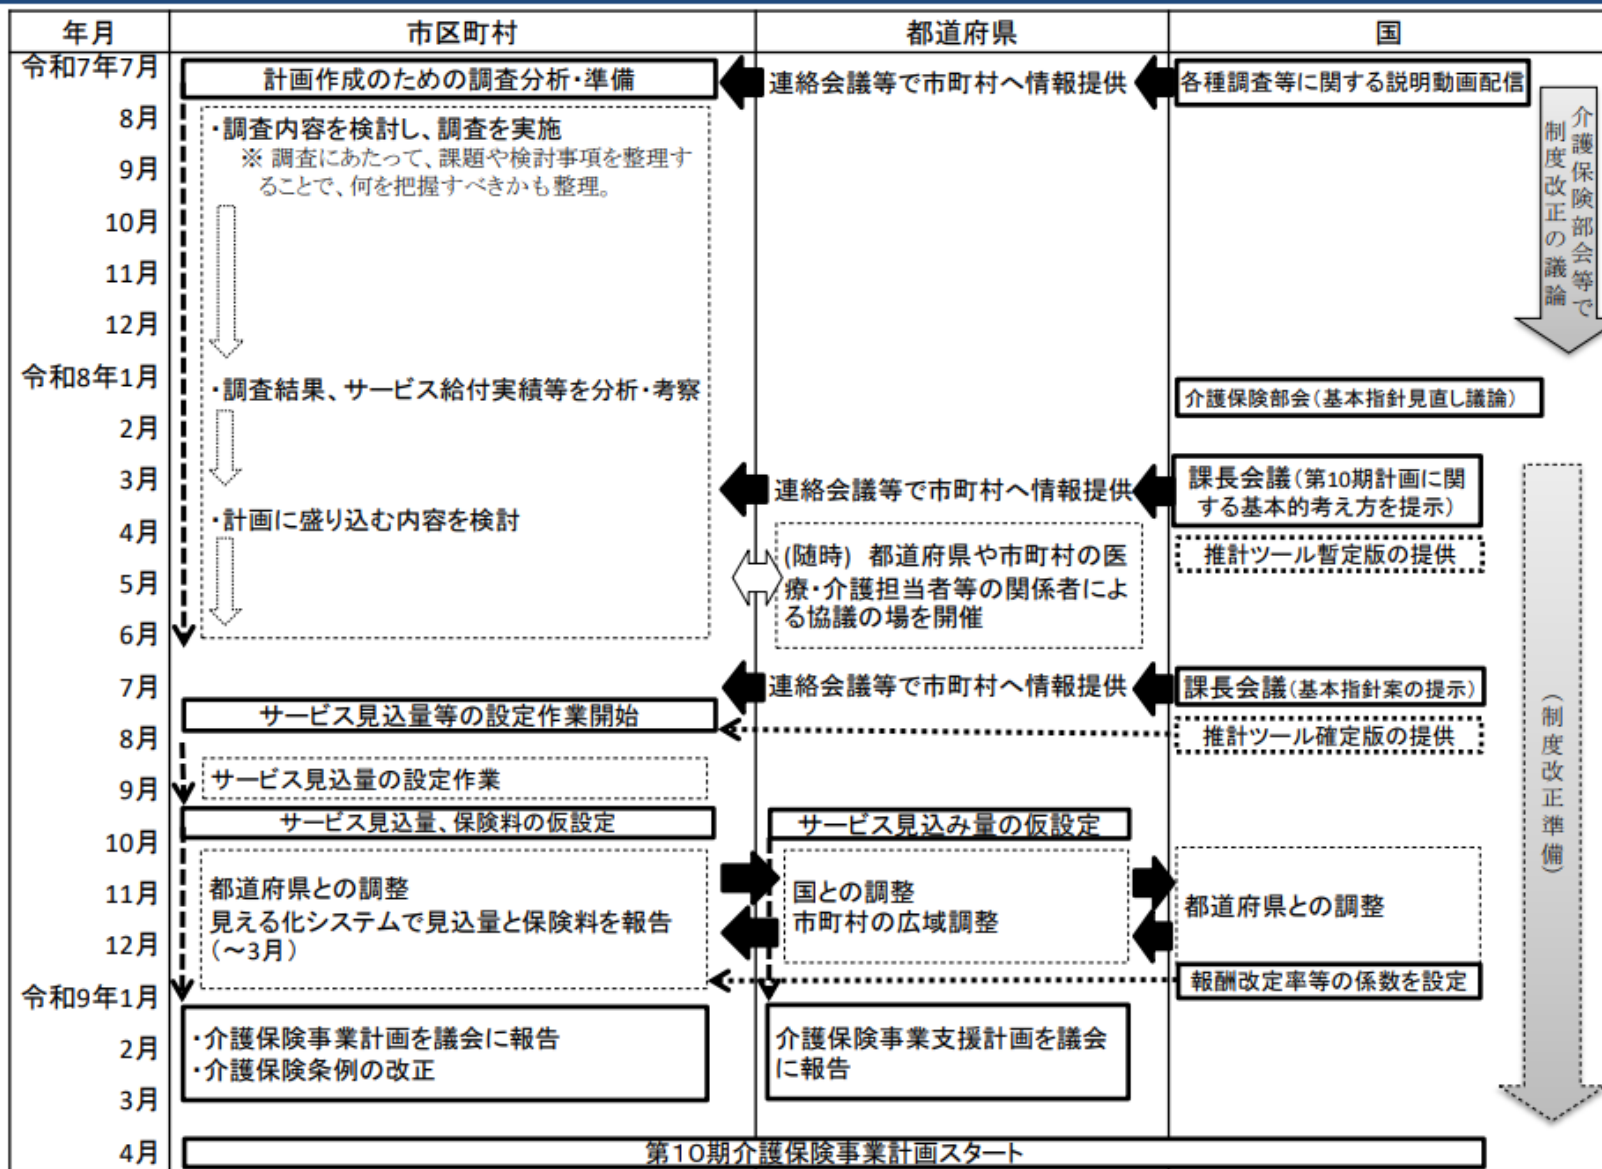 年月
市区町村
都道府県
国
令和7年7月
計画作成のための調査分析・準備
連絡会議等で市町村へ情報提供
各種調査等に関する説明動画配信
8月
・調査内容を検討し、調査を実施
※ 調査にあたって、課題や検討事項を整理す
ることで、何を把握すべきかも整理。
介護保険部会等で
制度改正の議論
9月
10月
11月
12月
令和8年1月
・調査結果、サービス給付実績等を分析・考察
介護保険部会(基本指針見直し議論)
2月
3月
連絡会議等で市町村へ情報提供
課長会議(第10期計画に関
する基本的考え方を提示)
・計画に盛り込む内容を検討
4月
(随時) 都道府県や市町村の医
療・介護担当者等の関係者によ
る協議の場を開催
推計ツール暫定版の提供
5月
6月
7月
連絡会議等で市町村へ情報提供
課長会議(基本指針案の提示)
サービス見込量等の設定作業開始
8月
推計ツール確定版の提供
(制度改正準備)
サービス見込量の設定作業
9月
サービス見込量、保険料の仮設定
サービス見込み量の仮設定
10月
都道府県との調整
見える化システムで見込量と保険料を報告
(～3月)
国との調整
市町村の広域調整
都道府県との調整
11月
12月
令和9年1月
報酬改定率等の係数を設定
・介護保険事業計画を議会に報告
・介護保険条例の改正
介護保険事業支援計画を議会
に報告
2月
3月
4月
第10期介護保険事業計画スタート